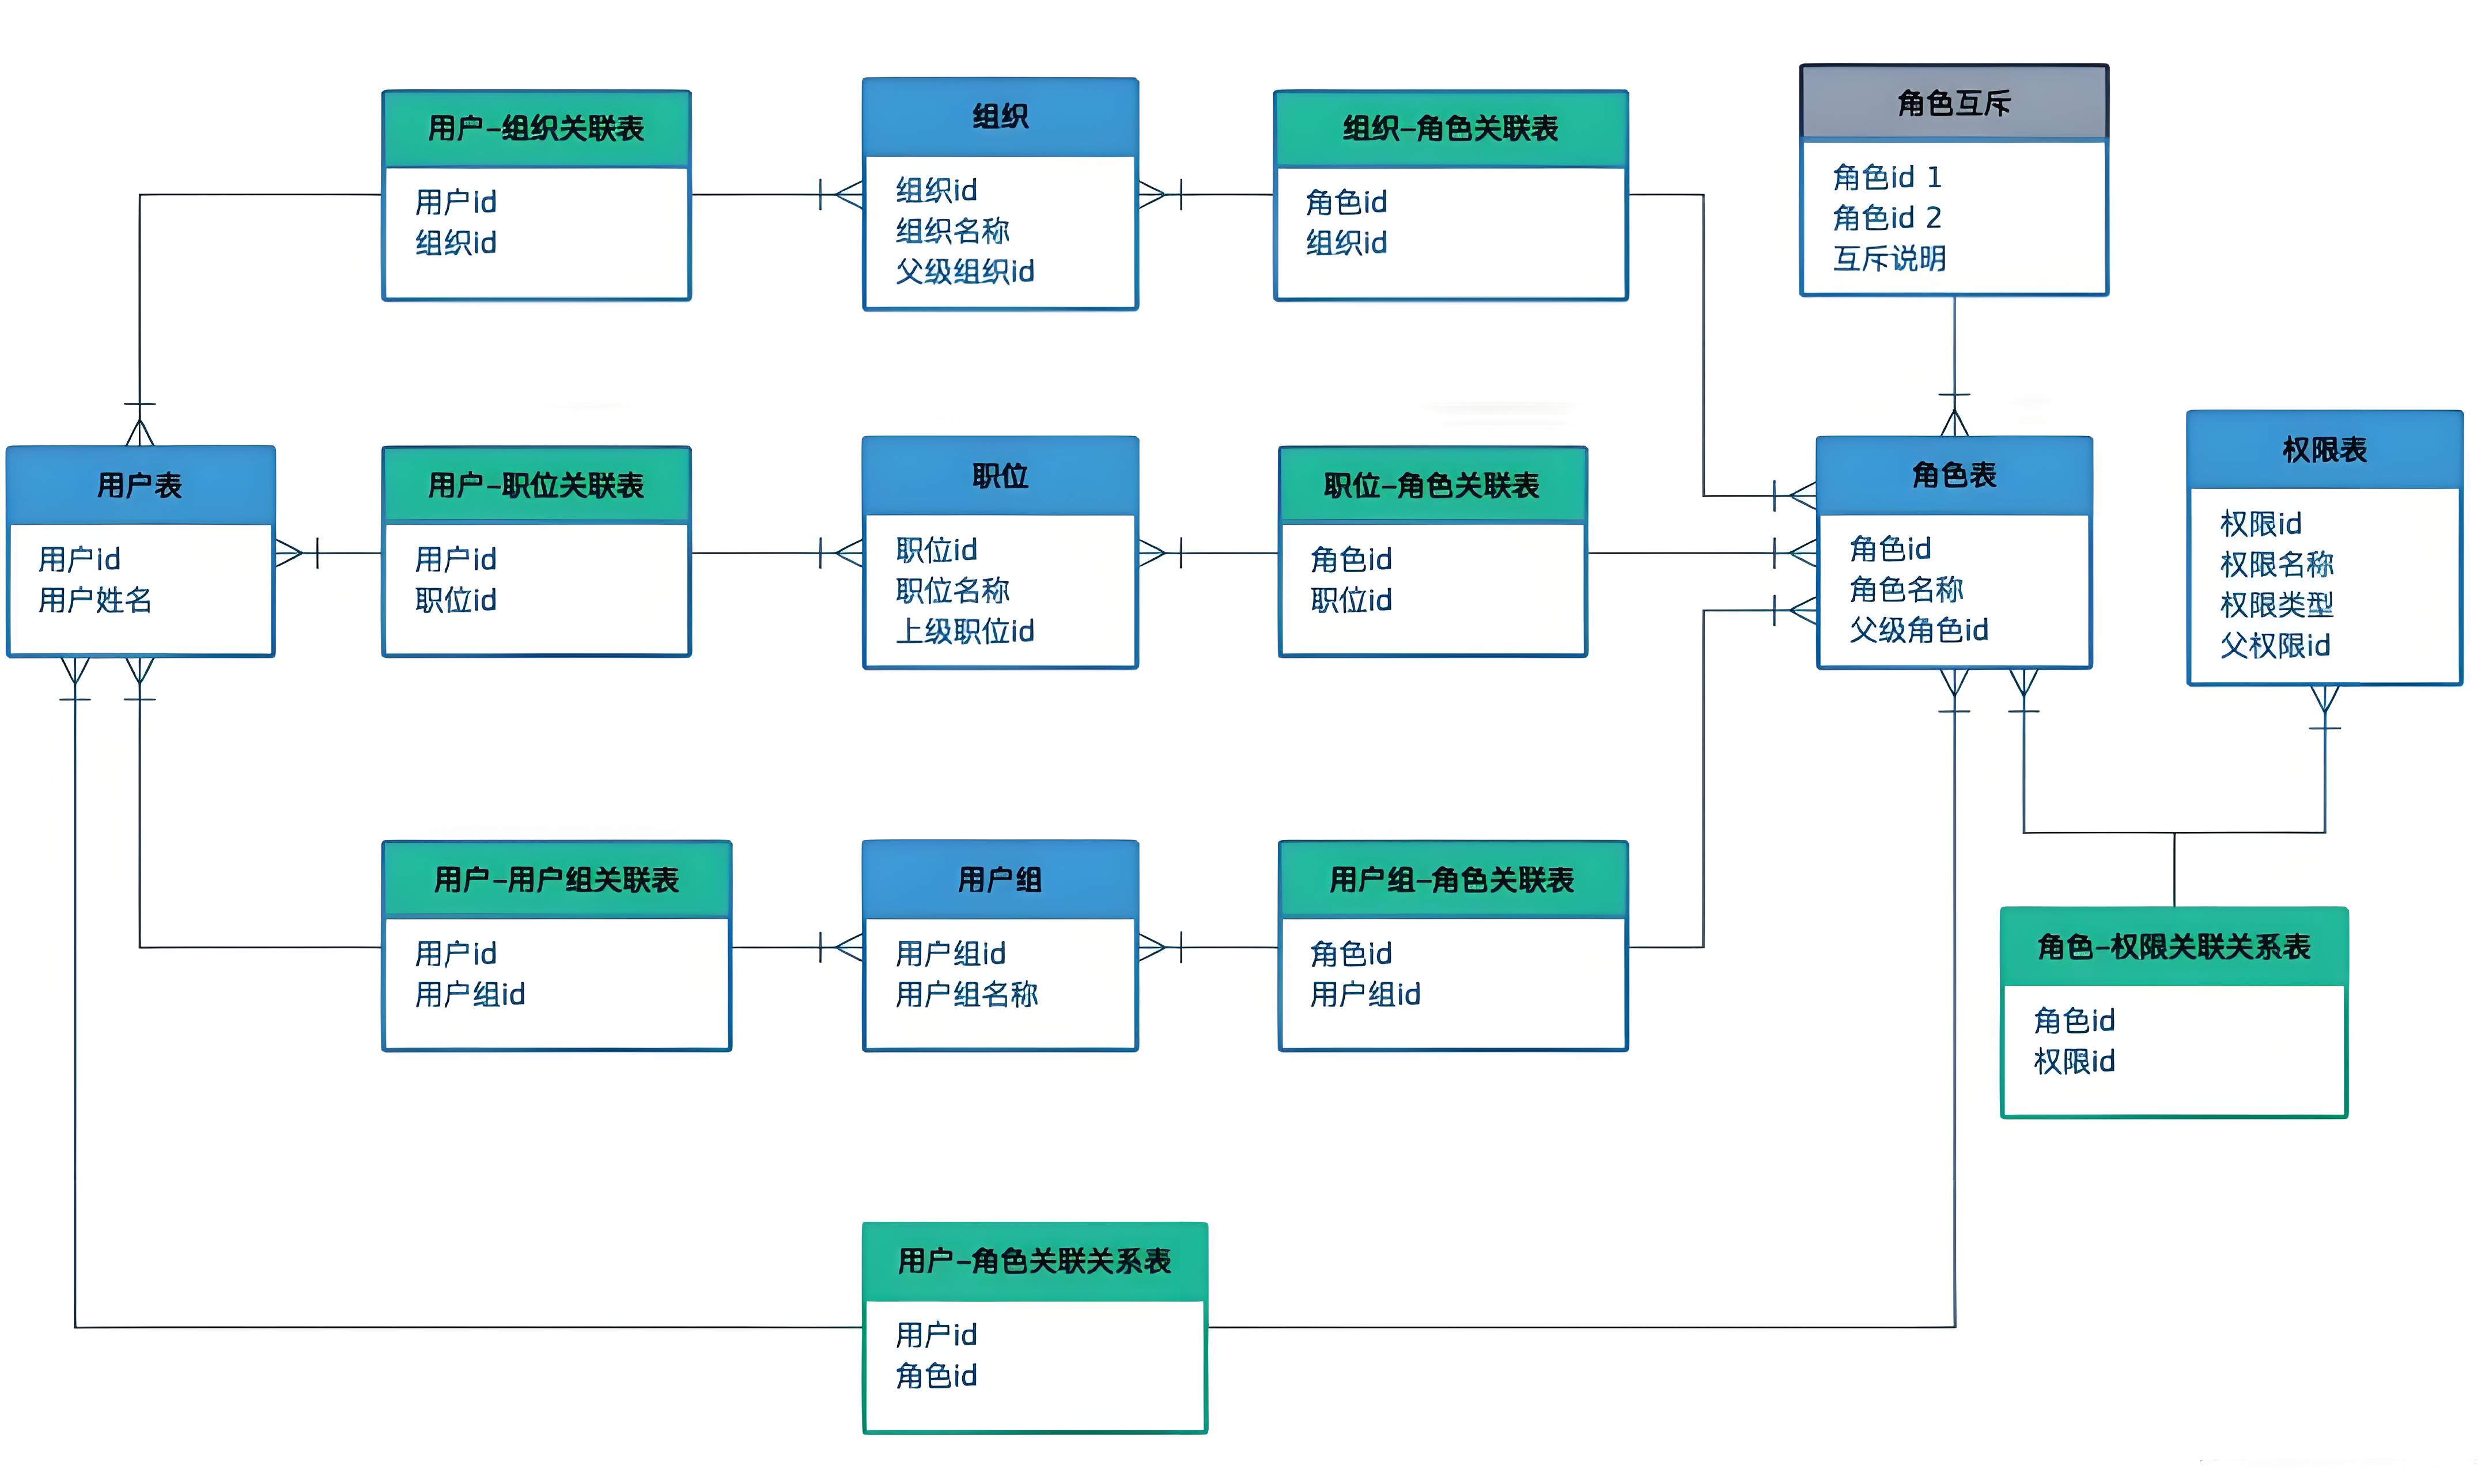 用户-组织关联表
用户id
组织id
组织
组织id
组织名称
父级组织id
组织-角色关联表
角色id
组织id
角色互斥
角色id 1
角色id 2
互斥说明
用户表
用户id
用户姓名
用户-职位关联表
用户id
职位id
职位
职位id
职位名称
上级职位id
职位-角色关联表
角色id
职位id
角色表
角色id
角色名称
父级角色id
权限表
权限id
权限名称
权限类型
父权限id
用户-用户组关联表
用户id
用户组id
用户组
用户组id
用户组名称
用户组-角色关联表
角色id
用户组id
角色-权限关联关系表
角色id
权限id
用户-角色关联关系表
用户id
角色id